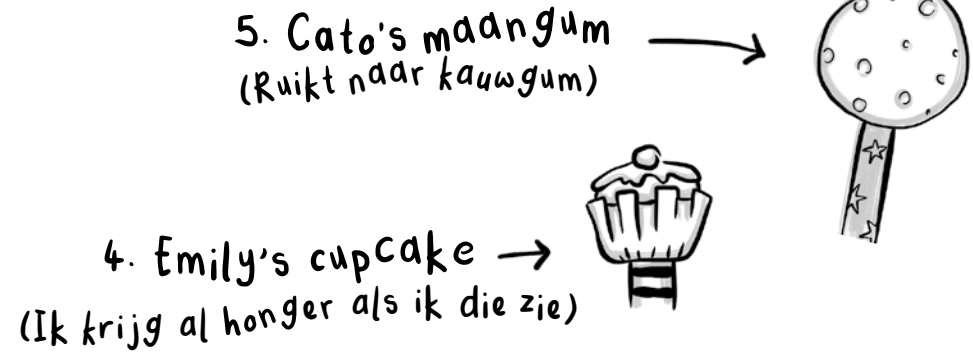 5. Cato's maangum
(Ruikt naar kauwgum)
4. Emily's cupcake
(Ik krijg al honger als ik die zie)